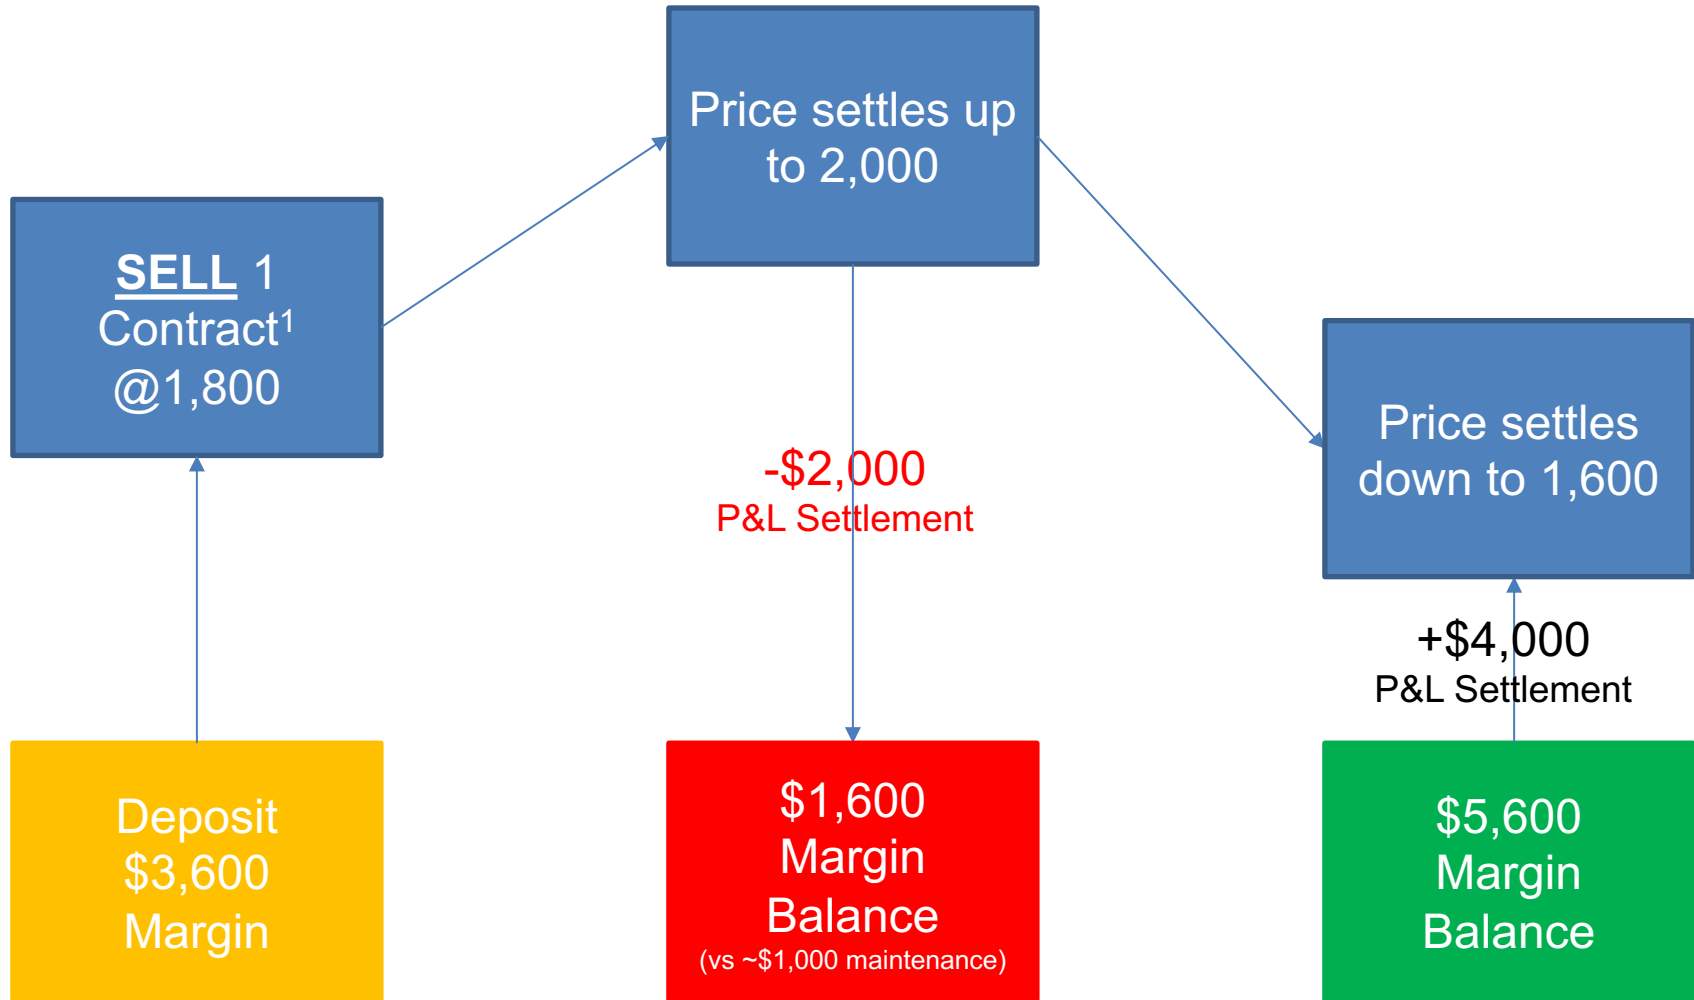 SELL 1
Contract¹
@1,800
Deposit
$3,600
Margin
Price settles up
to 2,000
-$2,000
P&L Settlement
$1,600
Margin
Balance
(vs ~$1,000 maintenance)
Price settles
down to 1,600
+$4,000
P&L Settlement
$5,600
Margin
Balance